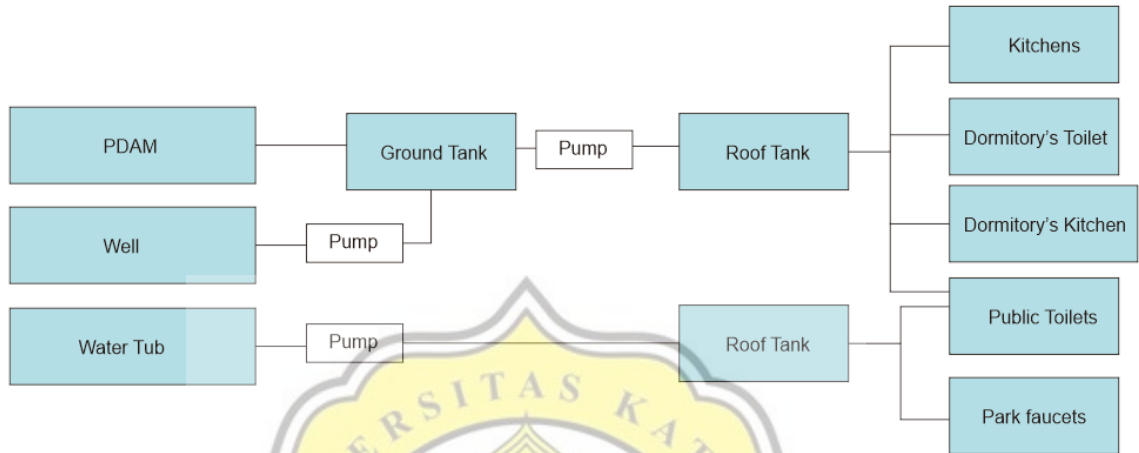 Kitchens
PDAM
Ground Tank
Pump
Roof Tank
Dormitory's Toilet
Well
Pump
Dormitory's Kitchen
Water Tub
Pump
Roof Tank
Public Toilets
Park faucets
ERSITAS KAT